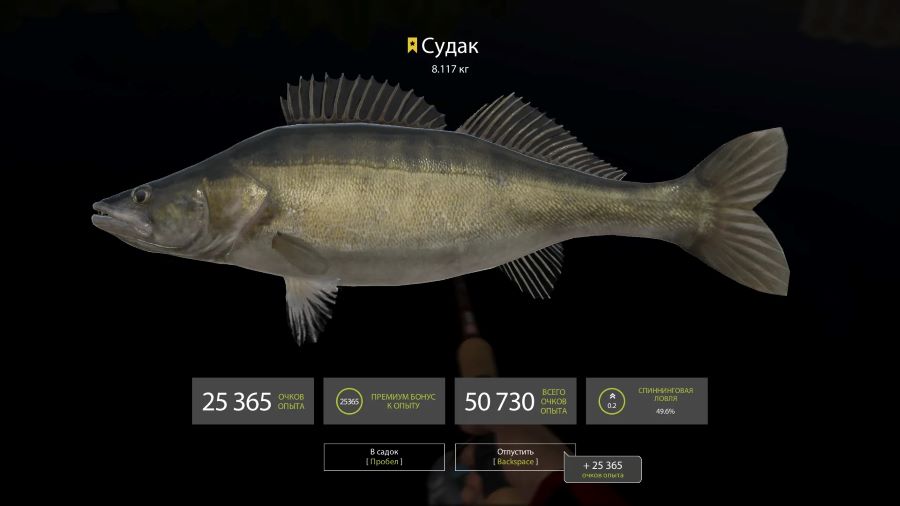 Судак
8.117 кг
25 365 ОЧКОВ ОПЫТА
25365 ПРЕМИУМ БОНУС К ОПЫТУ
50 730 ВСЕГО ОЧКОВ ОПЫТА
0.2 СПИННИНГОВАЯ ЛОВЛЯ
49.6%
В садок
[ Пробел ]
Отпустить
[ Backspace ]
+ 25 365
очков опыта